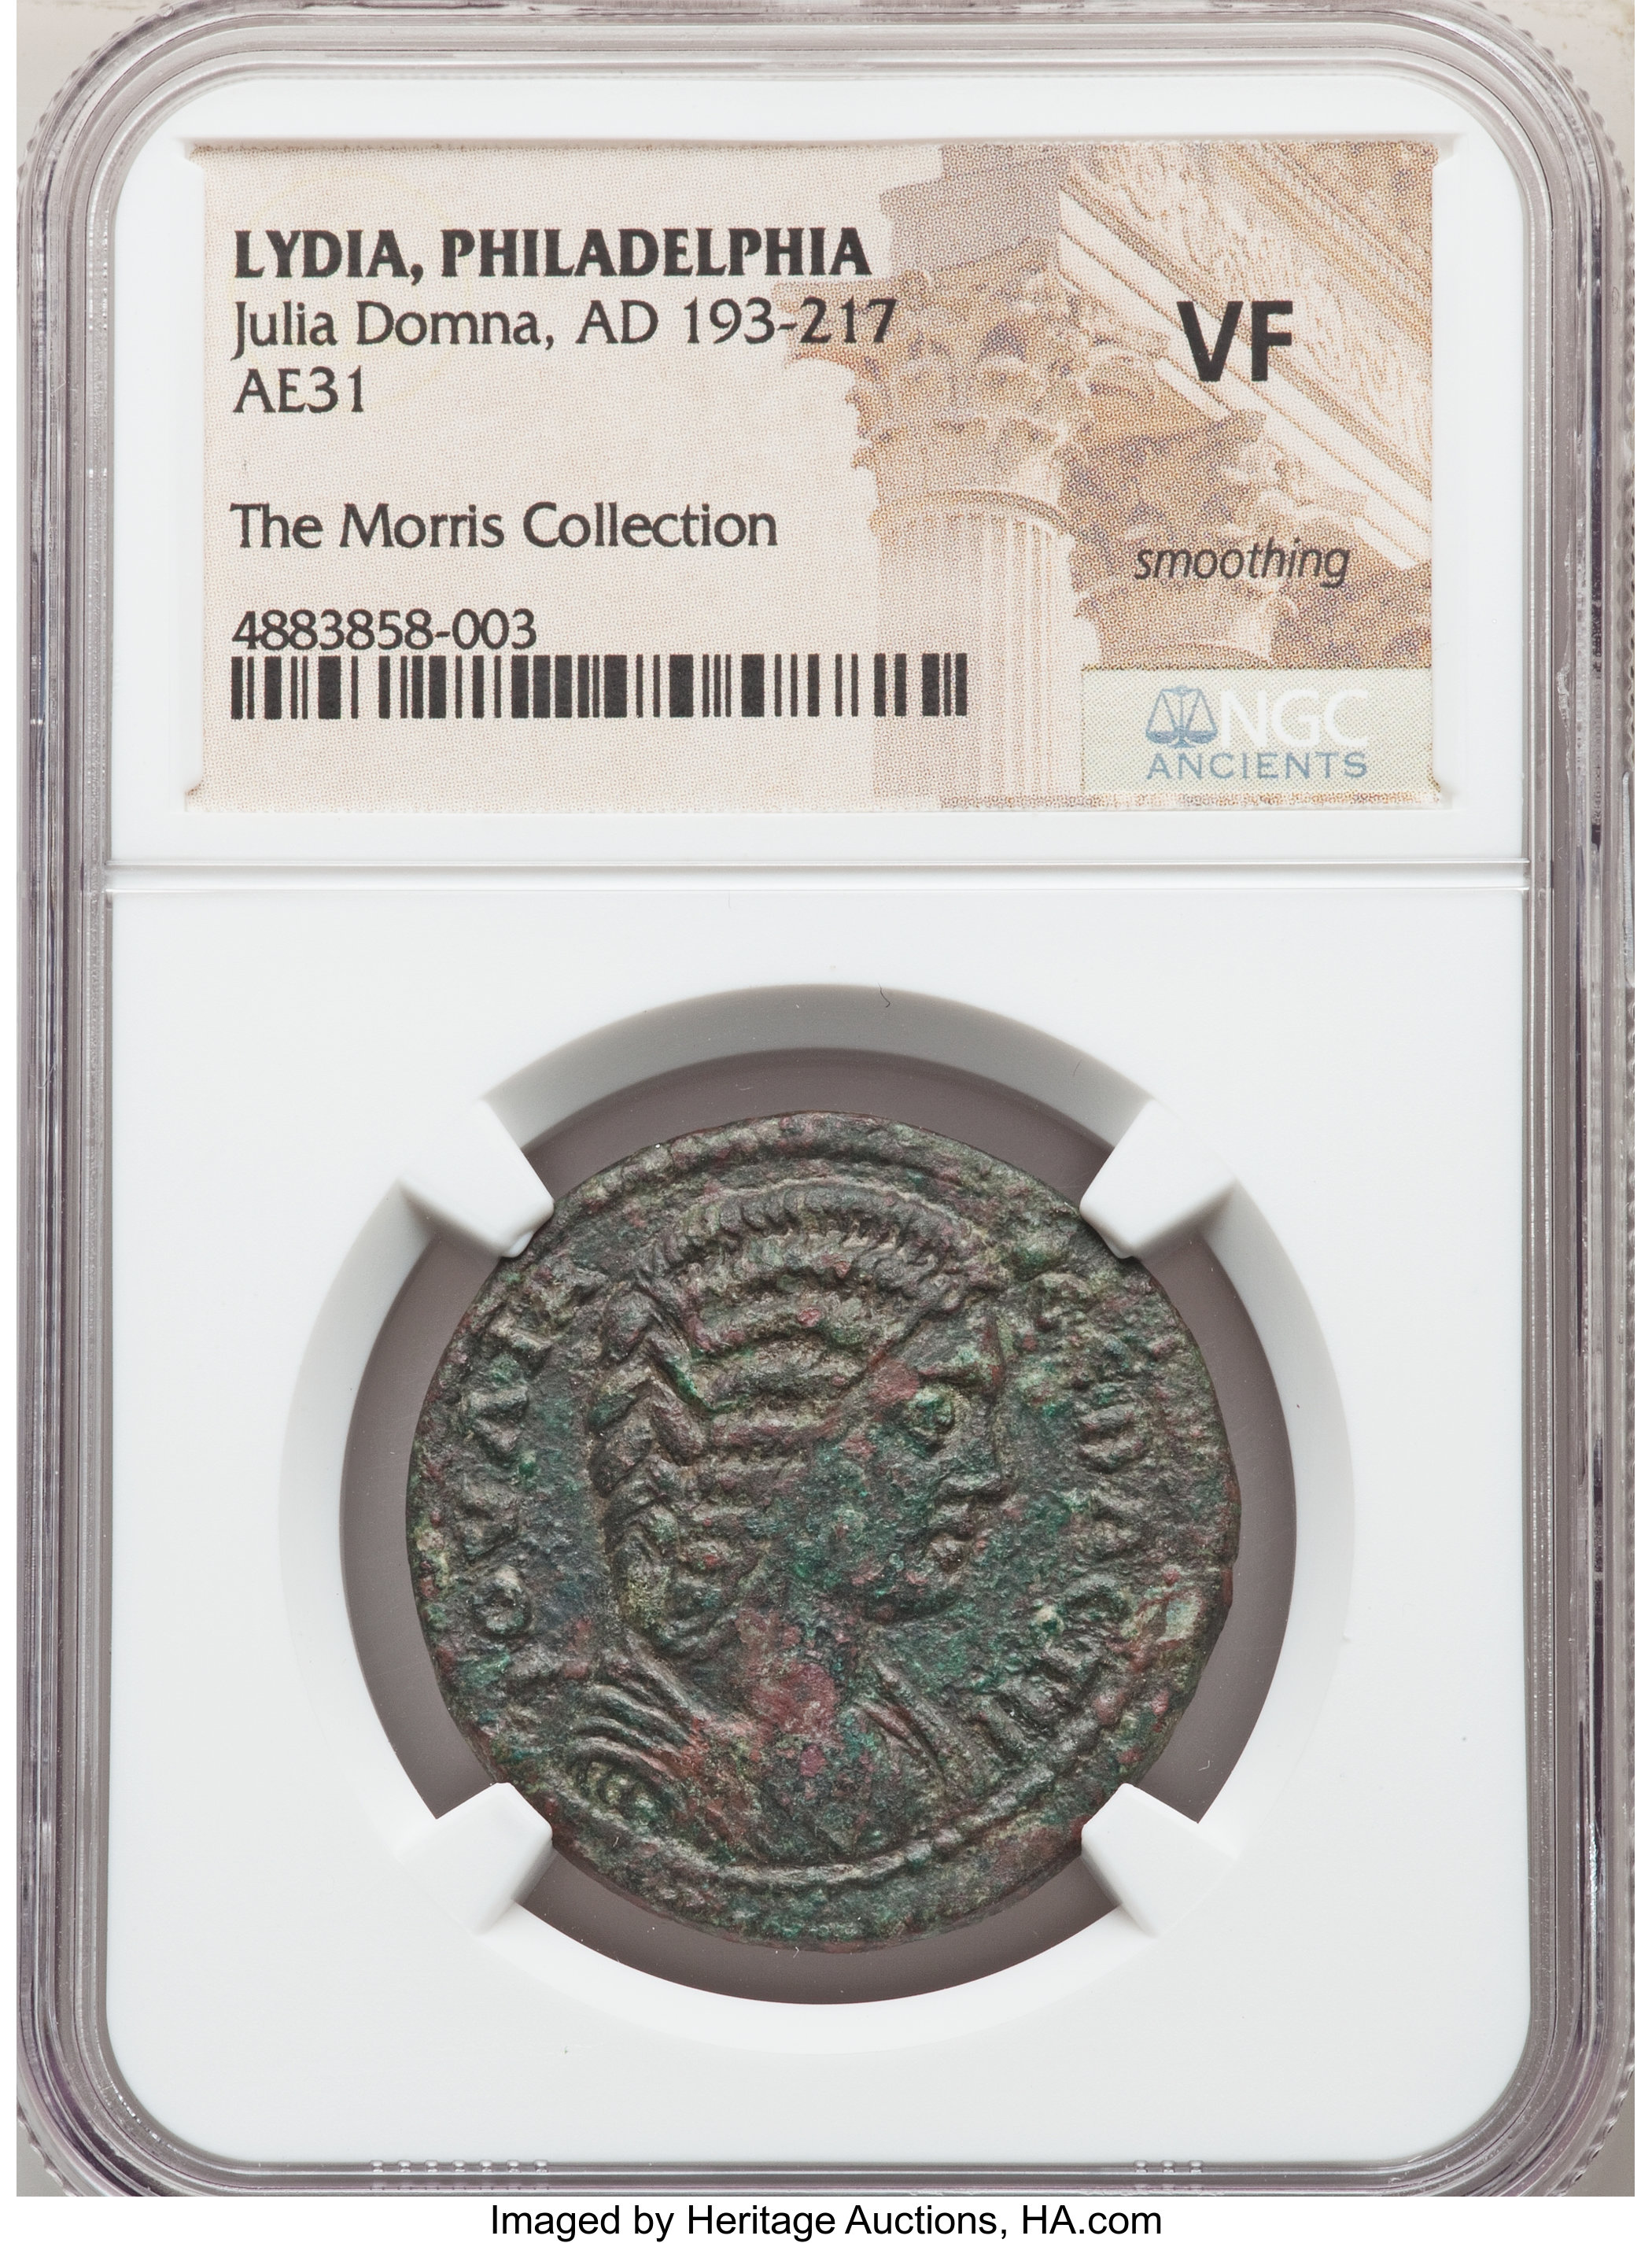 LYDIA, PHILADELPHIA
Julia Domna, AD 193-217
AE31
VF
The Morris Collection
smoothing
4883858-003
NGC
ANCIENTS
Imaged by Heritage Auctions, HA.com